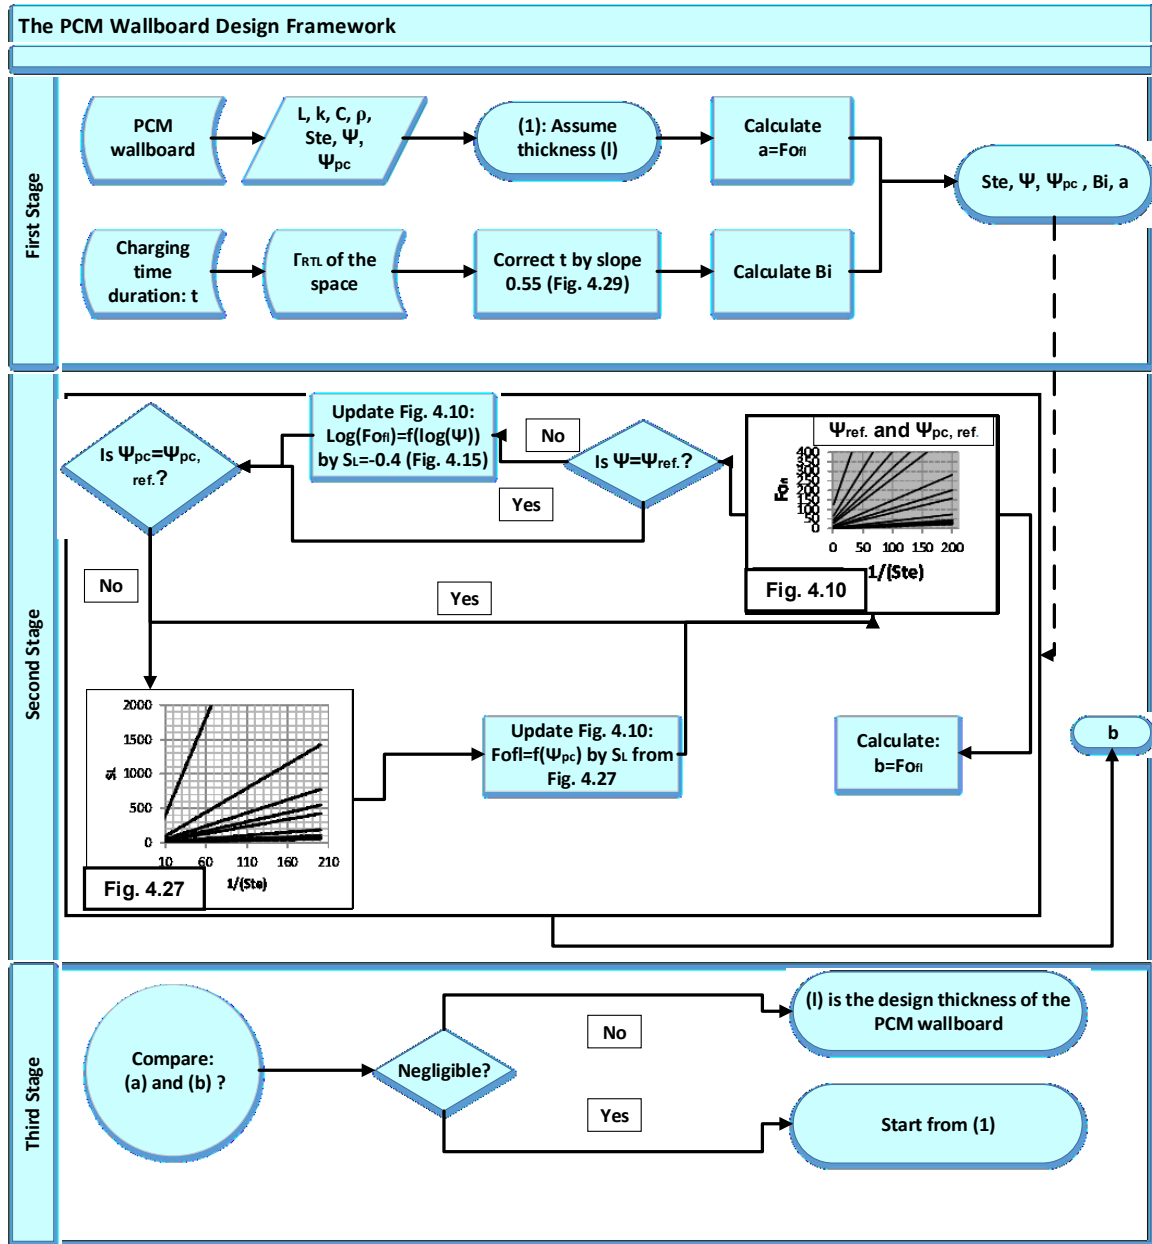 The PCM Wallboard Design Framework
First Stage
PCM
wallboard
L, k, C, ρ,
Ste, Ψ,
Ψpc
(1): Assume
thickness (l)
Calculate
a=Fofl
Ste, Ψ, Ψpc , Bi, a
Charging
time
duration: t
ΓRTL of the
space
Correct t by slope
0.55 (Fig. 4.29)
Calculate Bi
Second Stage
Is Ψpc=Ψpc,
ref.?
Update Fig. 4.10:
Log(Fofl)=f(log(Ψ))
by SL=-0.4 (Fig. 4.15)
No
Is Ψ=Ψref.?
Yes
Ψref. and Ψpc, ref.
Fofl
400
350
300
250
200
150
100
50
0
0 50 100 150 200
1/(Ste)
Fig. 4.10
No
Yes
SL
2000
1500
1000
500
0
10 60 110 160 210
1/(Ste)
Fig. 4.27
Update Fig. 4.10:
Fofl=f(Ψpc) by SL from
Fig. 4.27
Calculate:
b=Fofl
b
Third Stage
Compare:
(a) and (b) ?
Negligible?
No
(l) is the design thickness of the
PCM wallboard
Yes
Start from (1)